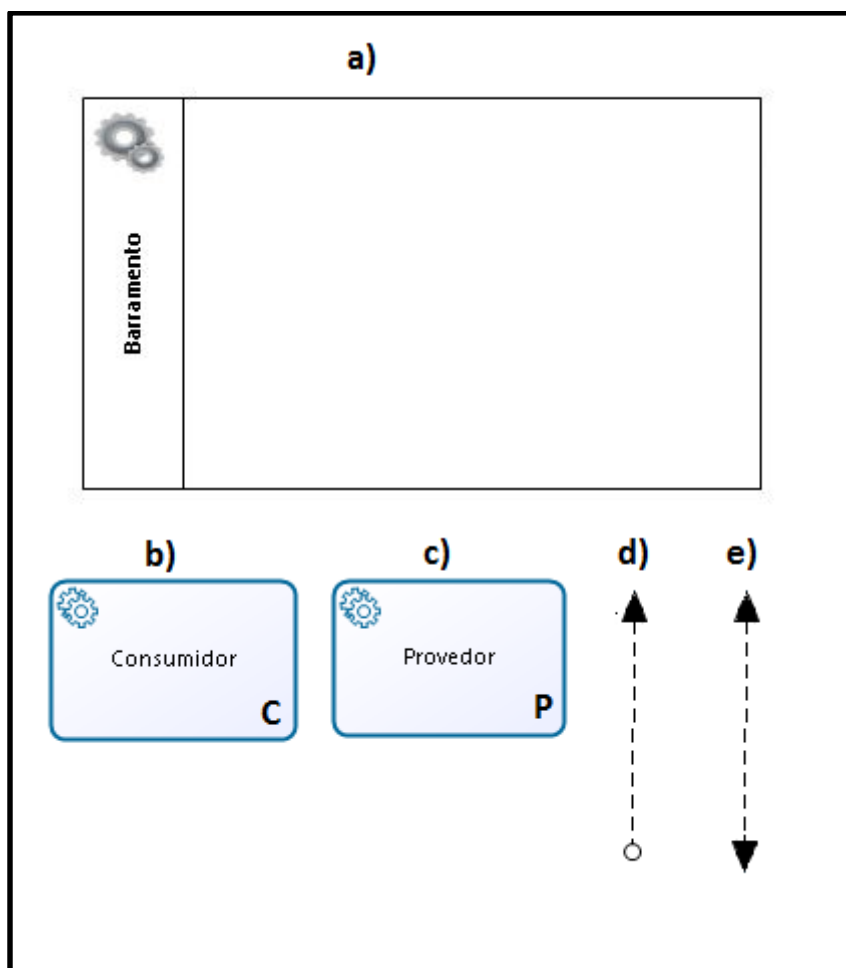 a)
Barramento
b)
c)
d)
e)
Consumidor
C
Provedor
P